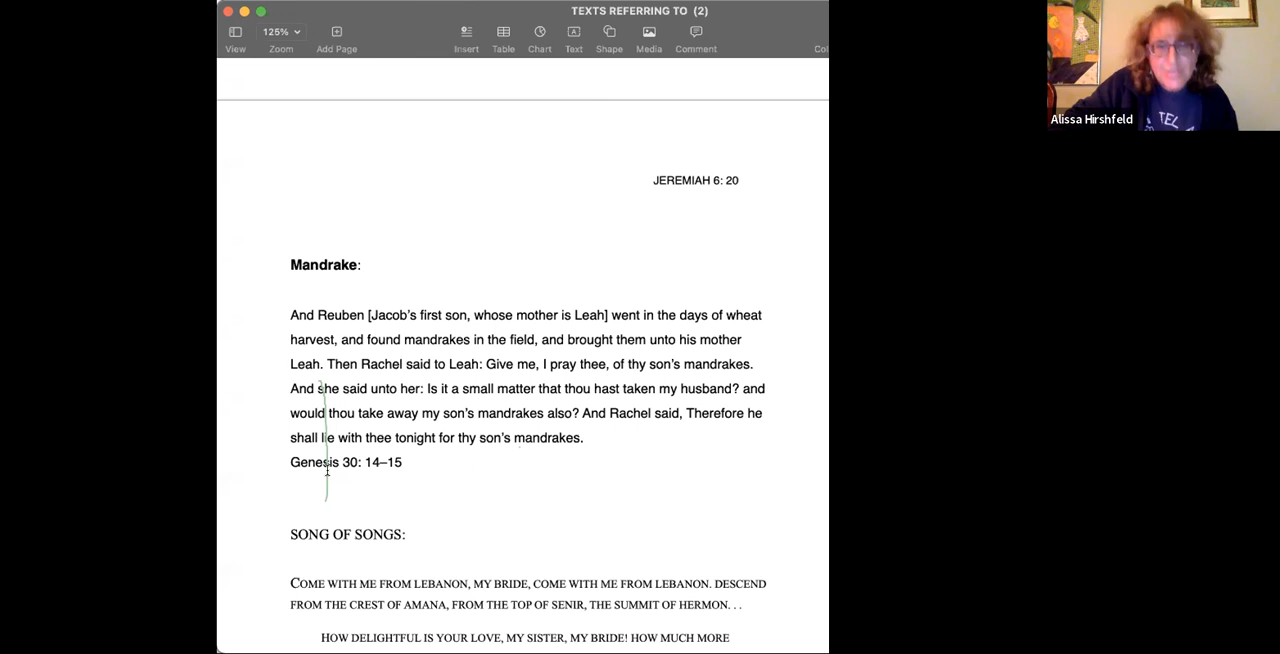 TEXTS REFERRING TO (2)
125%
View
Zoom
Add Page
Insert
Table
Chart
Text
Shape
Media
Comment
Alissa Hirshfeld
TEL
JEREMIAH 6: 20
Mandrake:
And Reuben [Jacob’s first son, whose mother is Leah] went in the days of wheat
harvest, and found mandrakes in the field, and brought them unto his mother
Leah. Then Rachel said to Leah: Give me, I pray thee, of thy son’s mandrakes.
And she said unto her: Is it a small matter that thou hast taken my husband? and
would thou take away my son’s mandrakes also? And Rachel said, Therefore he
shall lie with thee tonight for thy son’s mandrakes.
Genesis 30: 14–15
SONG OF SONGS:
COME WITH ME FROM LEBANON, MY BRIDE, COME WITH ME FROM LEBANON. DESCEND
FROM THE CREST OF AMANA, FROM THE TOP OF SENIR, THE SUMMIT OF HERMON. . .
HOW DELIGHTFUL IS YOUR LOVE, MY SISTER, MY BRIDE! HOW MUCH MORE